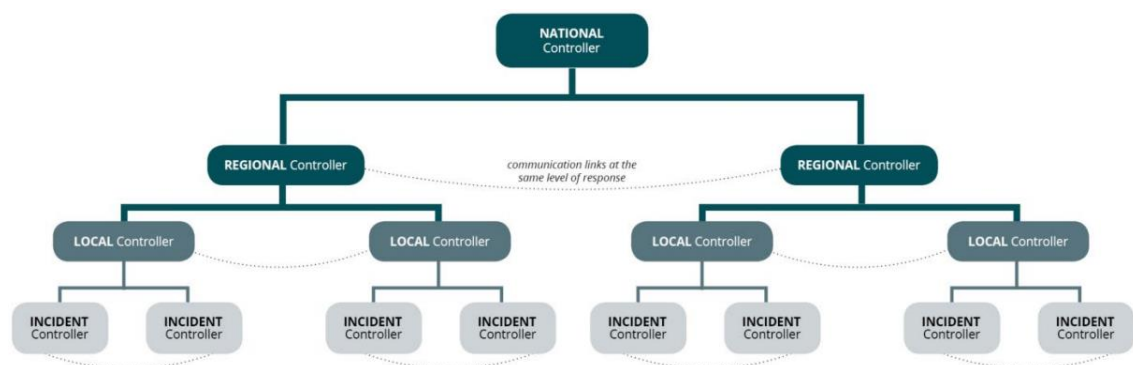 NATIONAL
Controller
REGIONAL Controller
communication links at the
same level of response
REGIONAL Controller
LOCAL Controller
LOCAL Controller
LOCAL Controller
LOCAL Controller
INCIDENT
Controller
INCIDENT
Controller
INCIDENT
Controller
INCIDENT
Controller
INCIDENT
Controller
INCIDENT
Controller
INCIDENT
Controller
INCIDENT
Controller